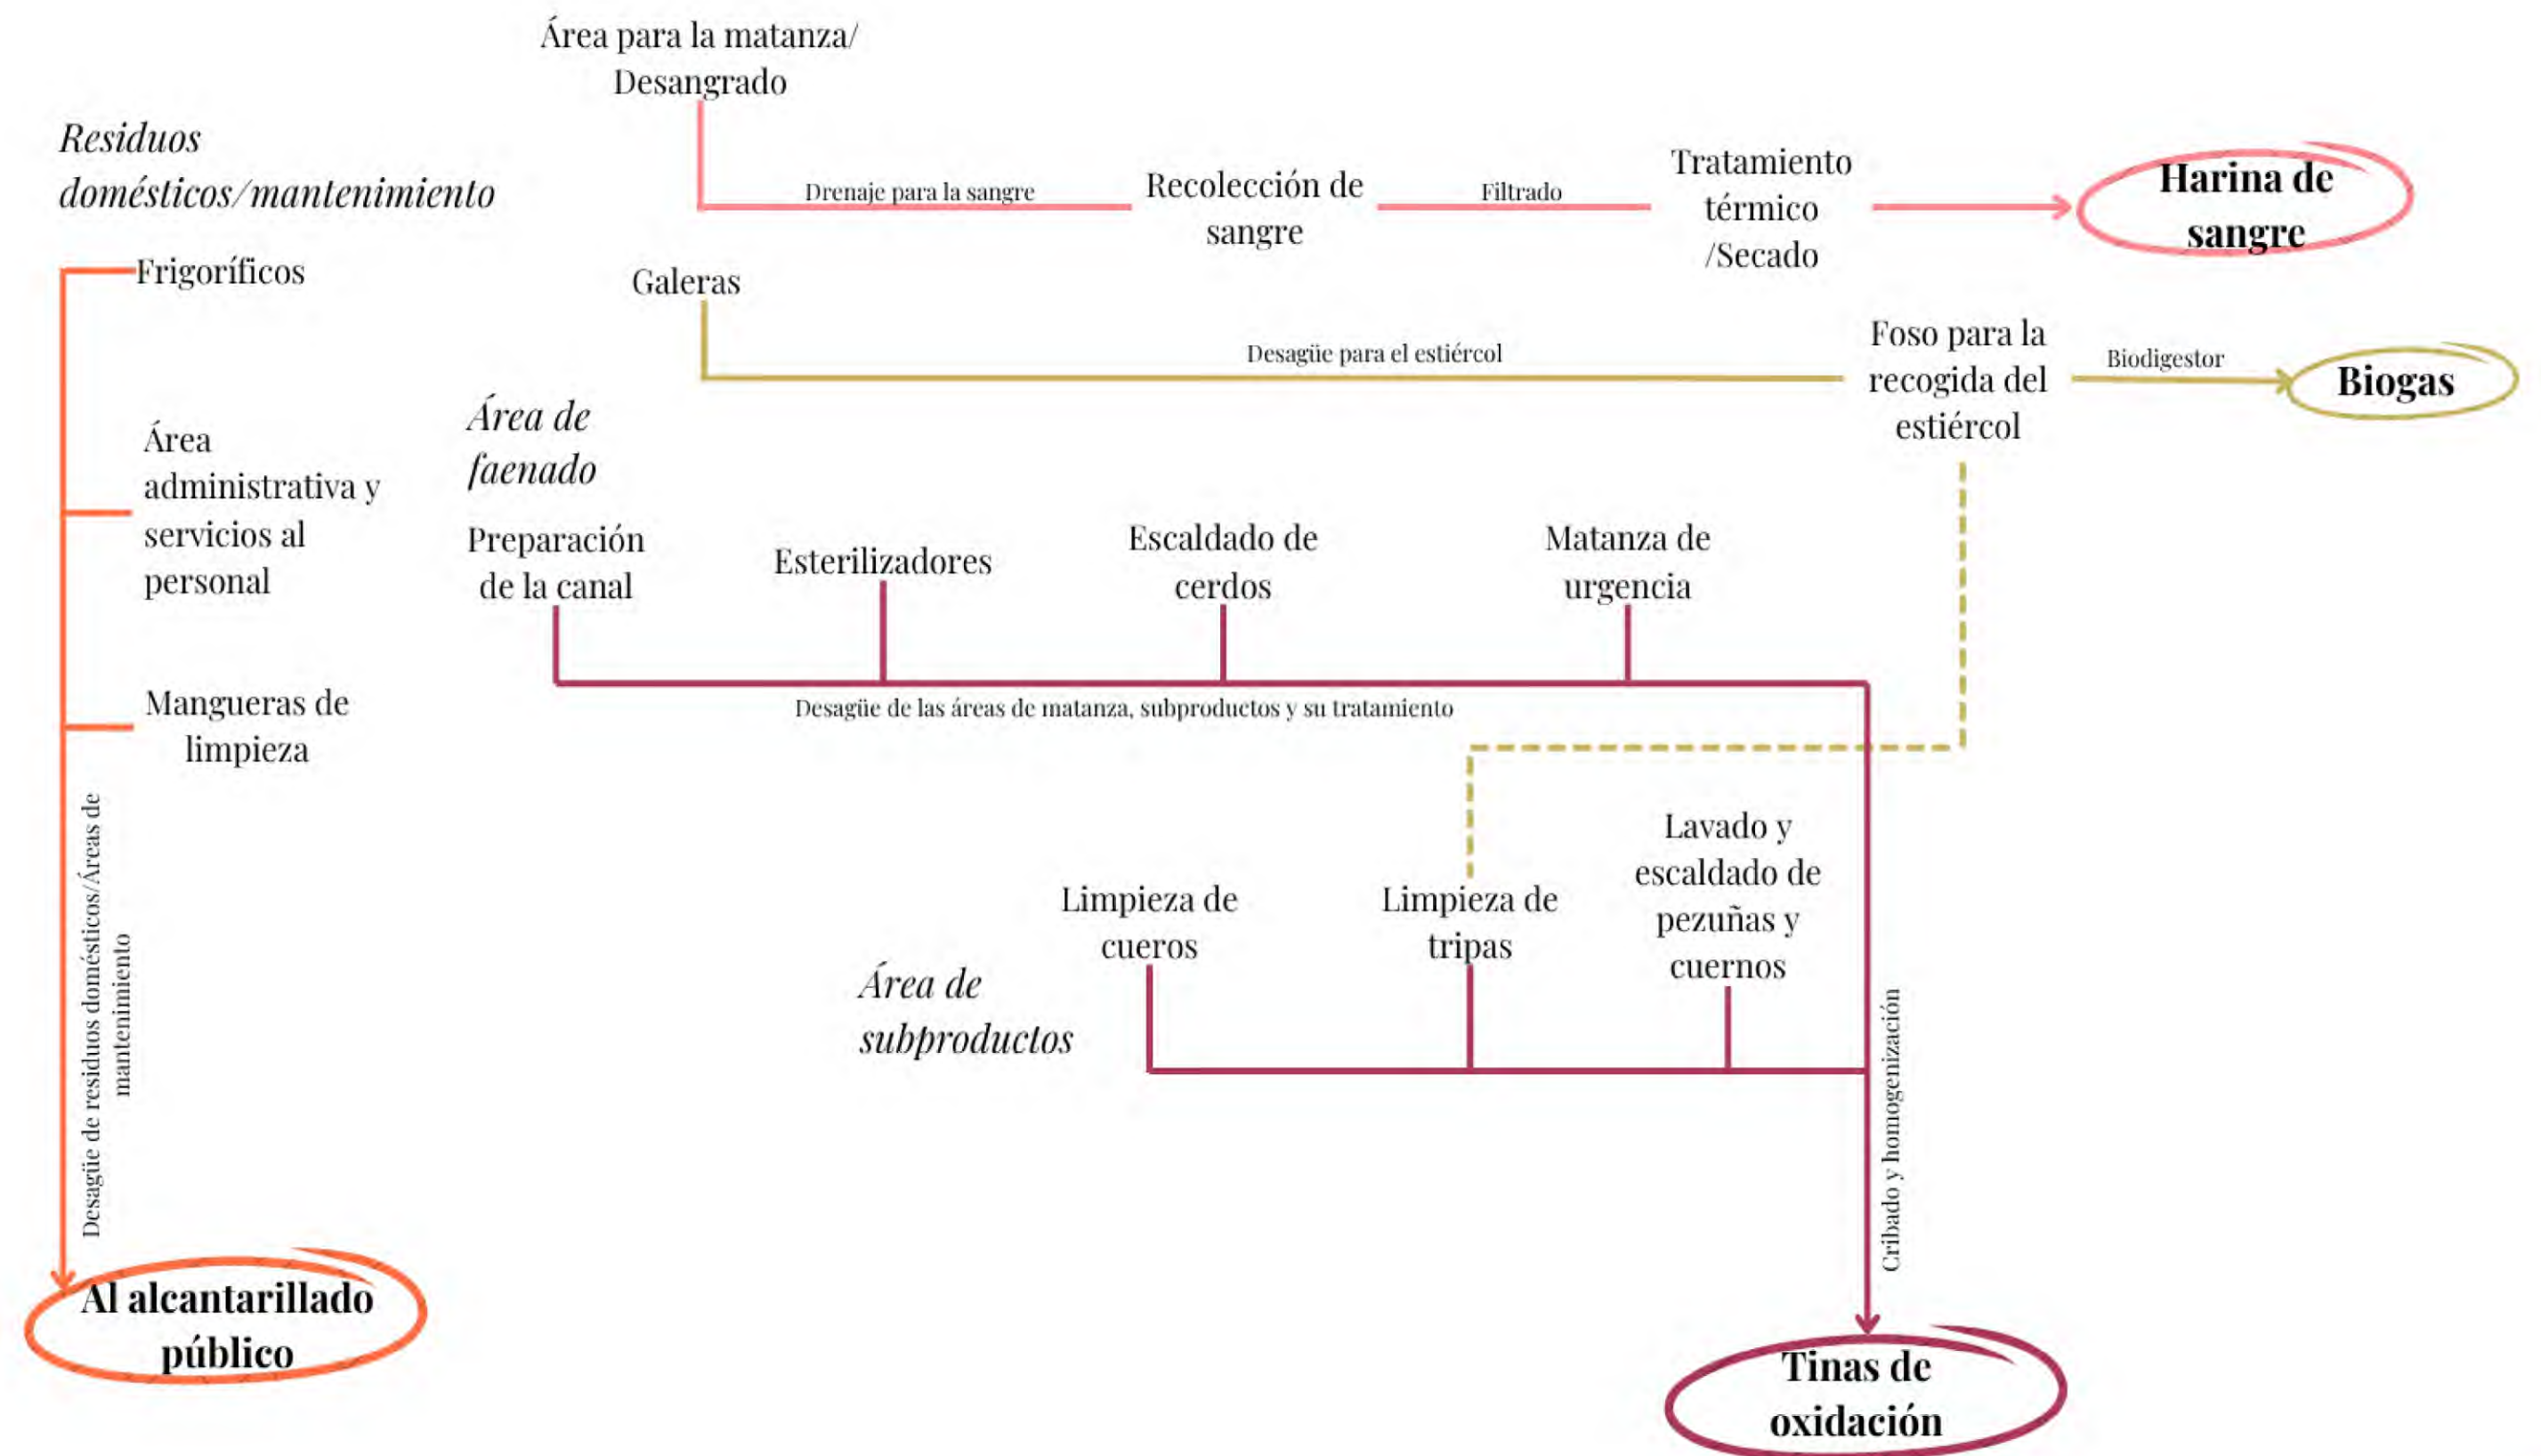 Área para la matanza/
Desangrado
Residuos
domésticos/mantenimiento
Drenaje para la sangre
Recolección de
sangre
Filtrado
Tratamiento
térmico
/Secado
Harina de
sangre
Frigoríficos
Galeras
Desagüe para el estiércol
Foso para la
recogida del
estiércol
Biodigestor
Biogas
Área
administrativa y
servicios al
personal
Área de
faenado
Preparación
de la canal
Esterilizadores
Escaldado de
cerdos
Matanza de
urgencia
Desagüe de las áreas de matanza, subproductos y su tratamiento
Mangueras de
limpieza
Desagüe de residuos domésticos/Áreas de
mantenimiento
Limpieza de
cueros
Limpieza de
tripas
Lavado y
escaldado de
pezuñas y
cuernos
Área de
subproductos
Cribado y homogenización
Al alcantarillado
público
Tinas de
oxidación